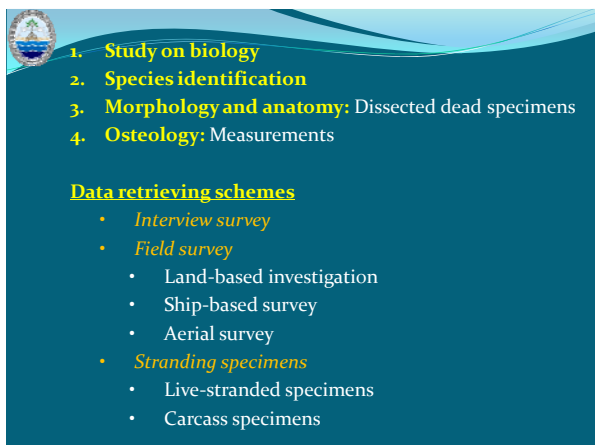 1. Study on biology
2. Species identification
3. Morphology and anatomy: Dissected dead specimens
4. Osteology: Measurements
Data retrieving schemes
• Interview survey
• Field survey
• Land-based investigation
• Ship-based survey
• Aerial survey
• Stranding specimens
• Live-stranded specimens
• Carcass specimens